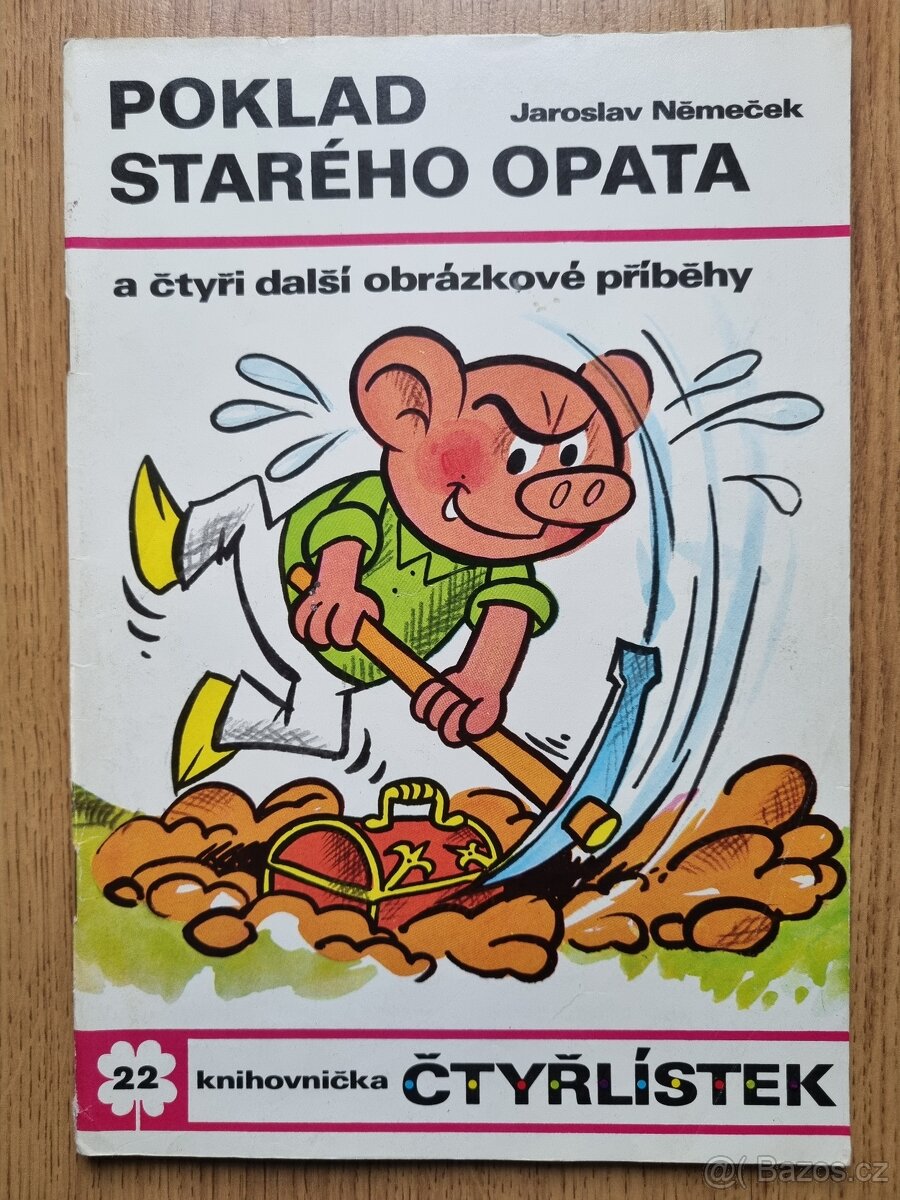 POKLAD
Jaroslav Němeček
STARÉHO OPATA
a čtyři další obrázkové příběhy
22
knihovnička ČTYŘLÍSTEK
@( Bazos.cz